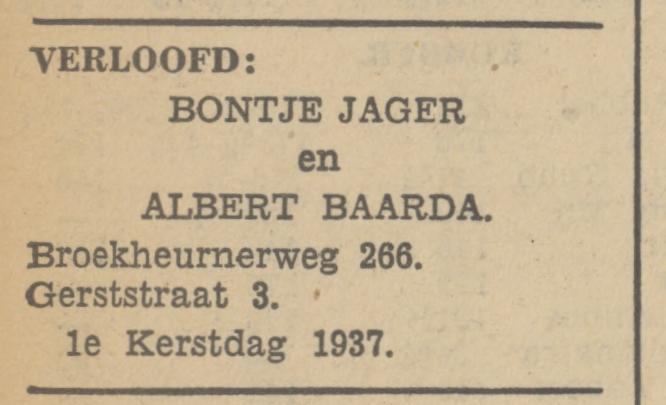 VERLOOFD:
BONTJE JAGER
en
ALBERT BAARDA.
Broekheurnerweg 266.
Gerststraat 3.
1e Kerstdag 1937.